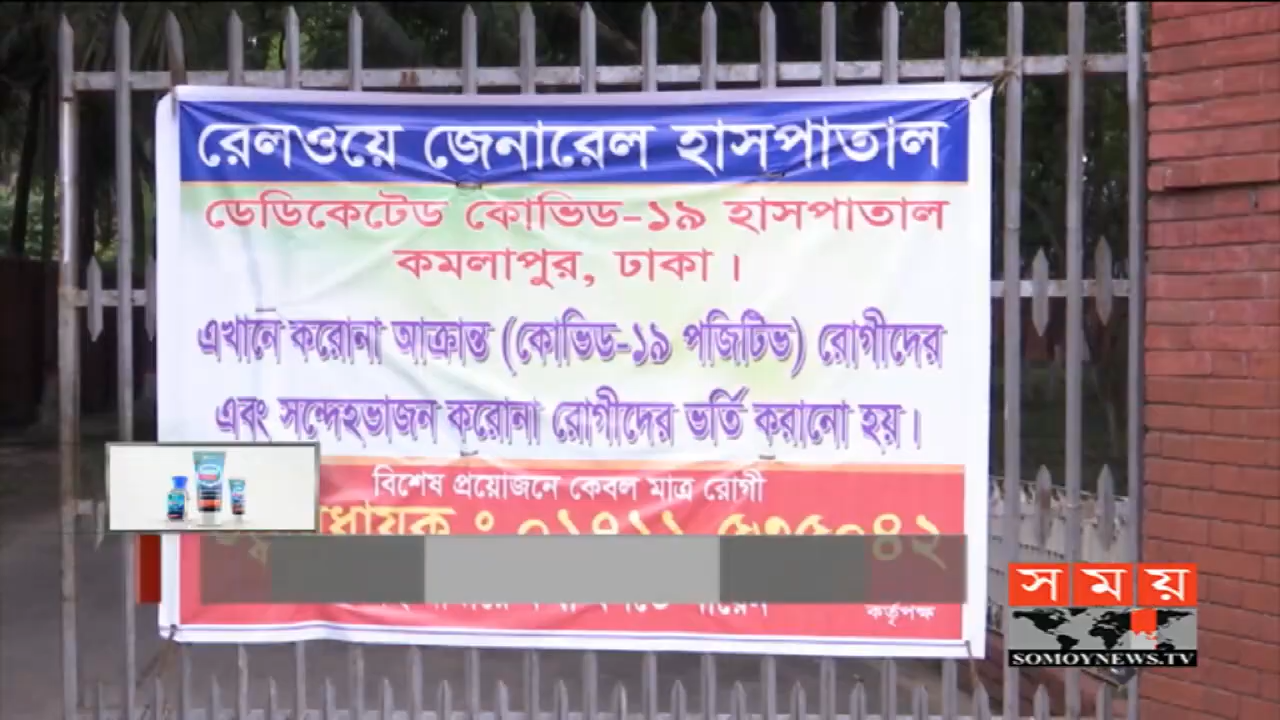 রেলওয়ে জেনারেল হাসপাতাল
ডেডিকেটেড কোভিড-১৯ হাসপাতাল
কমলাপুর, ঢাকা।
এখানে করোনা আক্রান্ত (কোভিড-১৯ পজিটিভ) রোগীদের
এবং সন্দেহভাজন করোনা রোগীদের ভর্তি করানো হয়।
বিশেষ প্রয়োজনে কেবল মাত্র রোগী
কর্তৃপক্ষ
সময়
SOMOYNEWS.TV